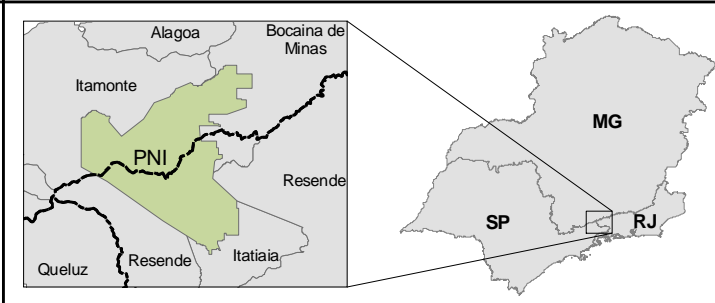 Alagoa
Bocaina de
Minas
Itamonte
PNI
Resende
Itatiaia
Resende
Queluz
MG
SP
RJ